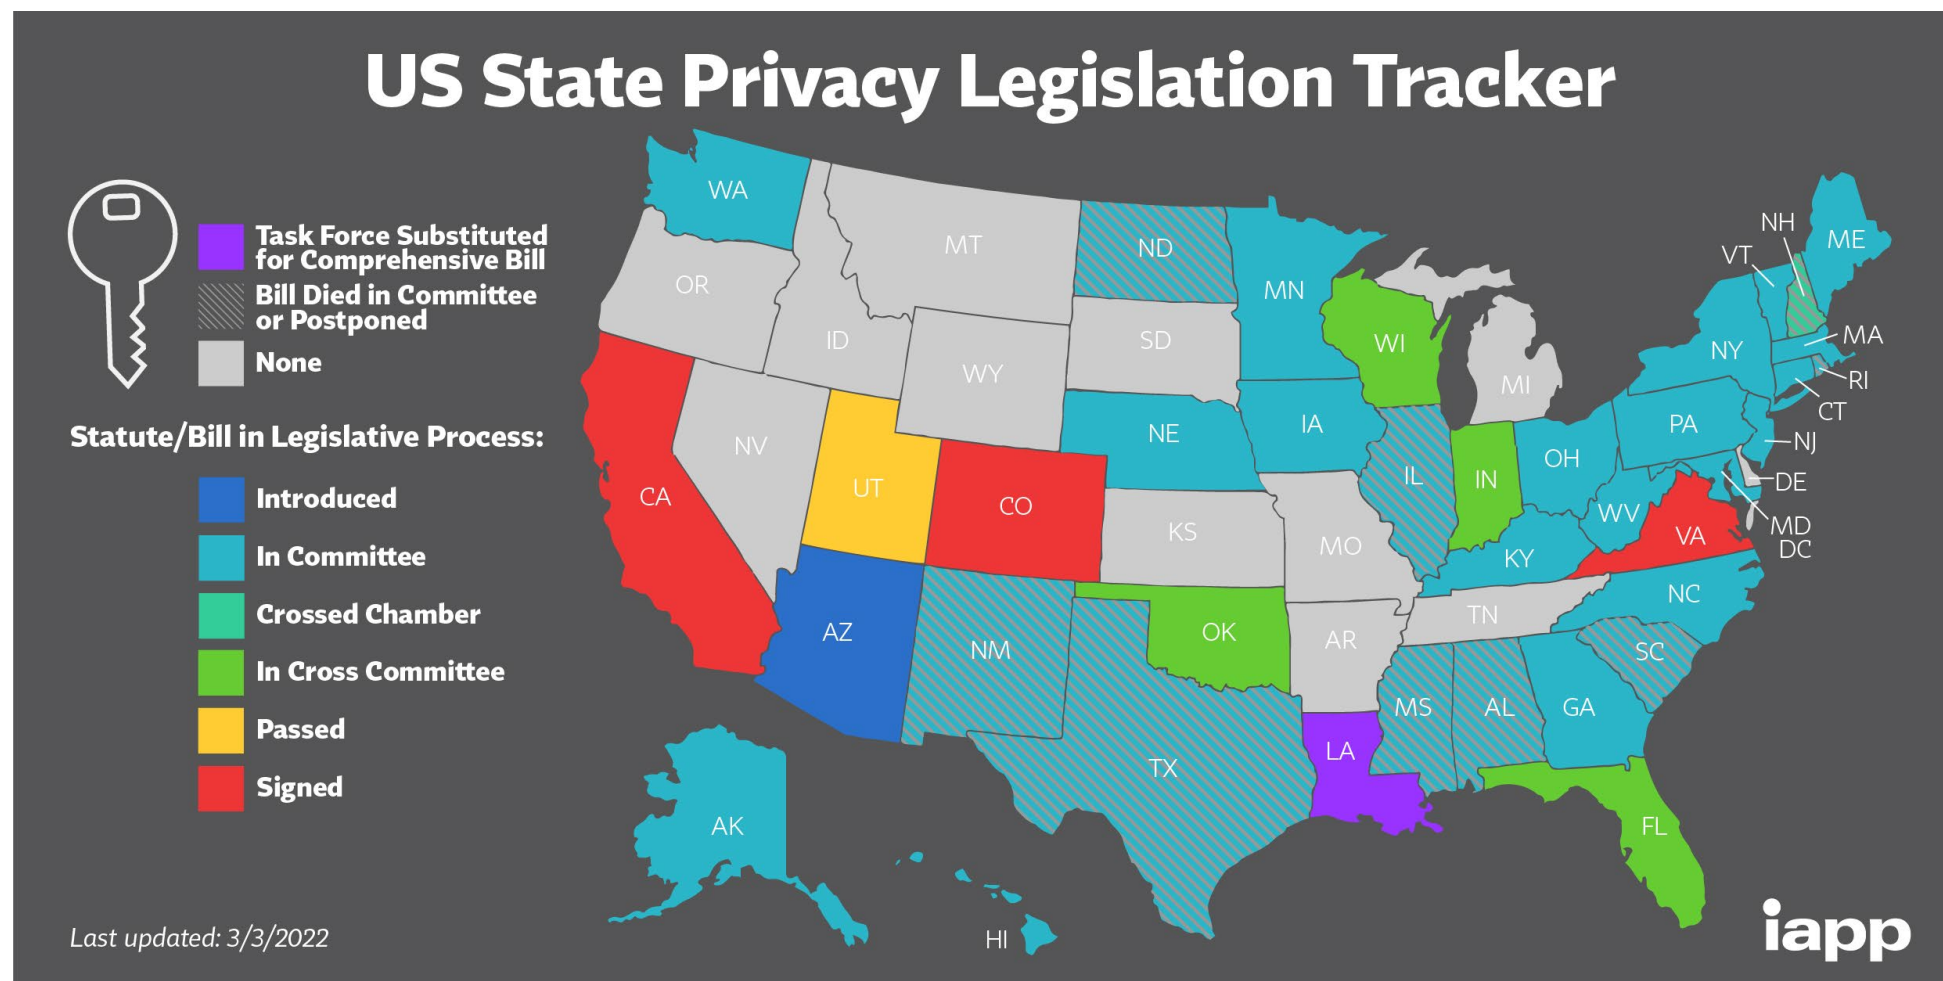 US State Privacy Legislation Tracker
Task Force Substituted
for Comprehensive Bill
Bill Died in Committee
or Postponed
None
Statute/Bill in Legislative Process:
Introduced
In Committee
Crossed Chamber
In Cross Committee
Passed
Signed
Last updated: 3/3/2022
WA
OR
MT
ID
WY
ND
SD
MN
WI
MI
NE
IA
IL
IN
OH
PA
NY
VT
NH
ME
MA
RI
CT
NJ
DE
MD
DC
WV
VA
KY
NC
TN
SC
GA
AL
MS
LA
FL
AR
MO
KS
OK
TX
NM
AZ
CO
UT
NV
CA
AK
HI
iapp